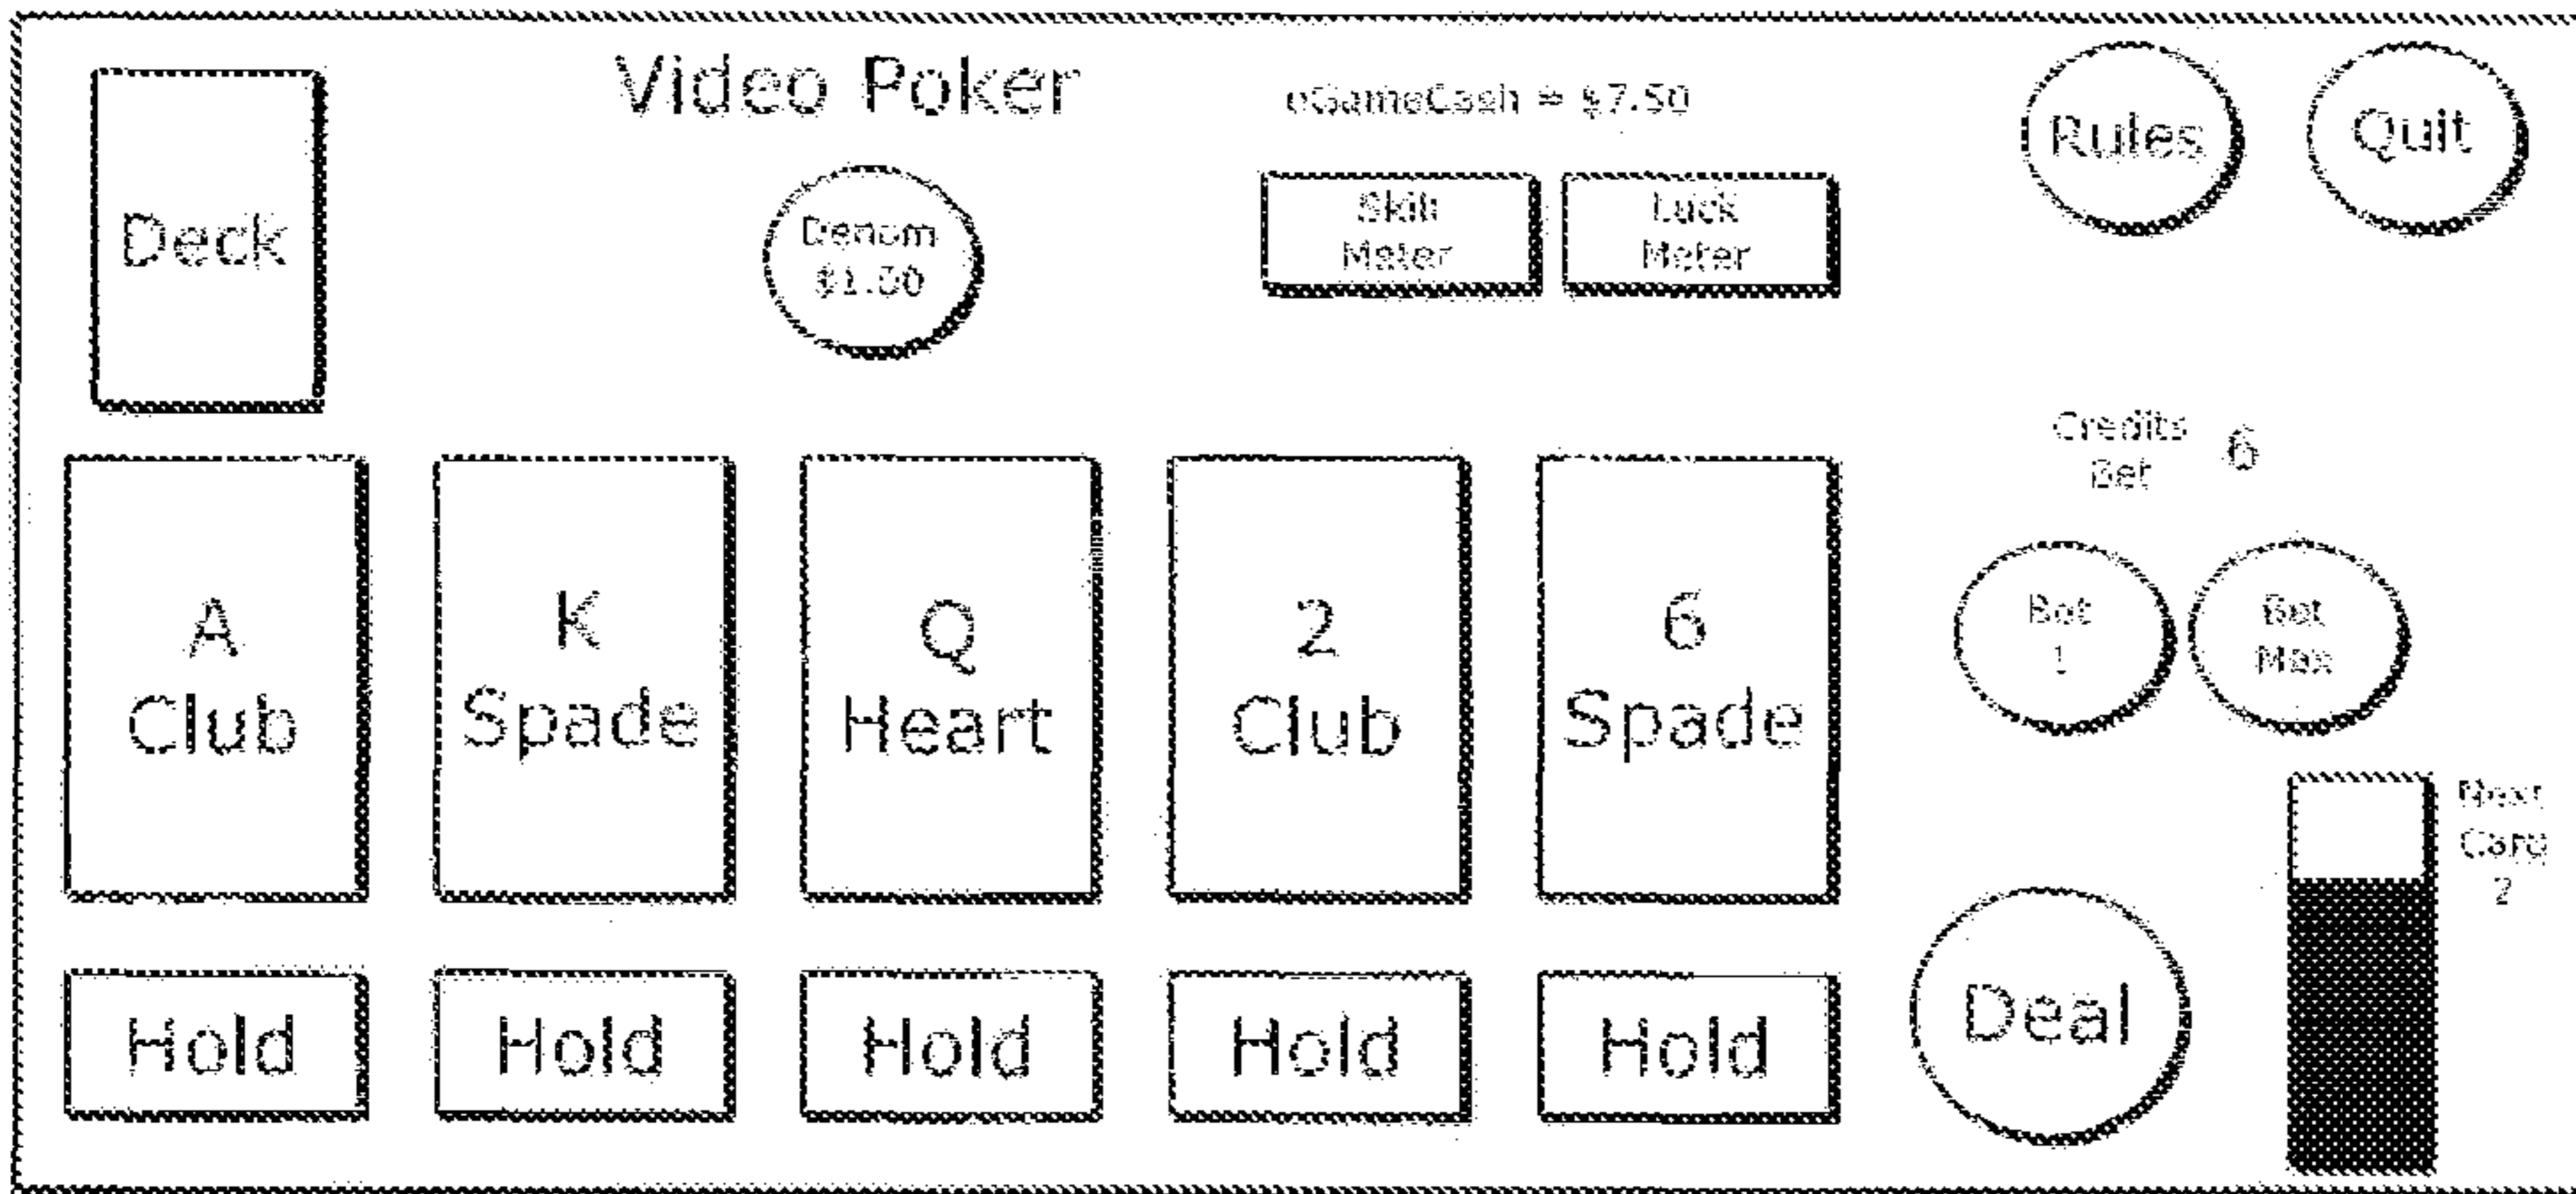 Video Poker
eGameCash = $7.50
Rules
Quit
Deck
Denom
$1.00
Skill
Meter
Luck
Meter
Credits
Bet
6
A
Club
K
Spade
Q
Heart
2
Club
6
Spade
Bet
1
Bet
Max
Next
Card
2
Hold
Hold
Hold
Hold
Hold
Deal